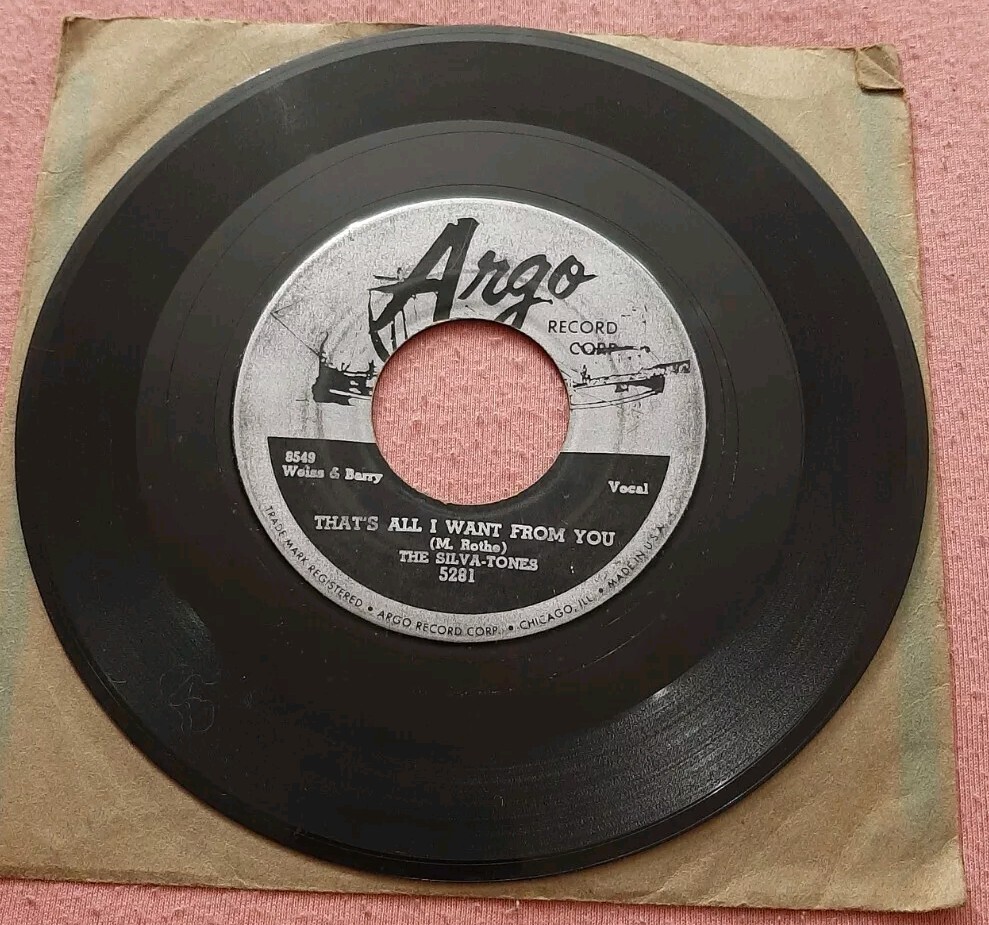 Argo
RECORD
CORP
8549
Weiss & Barry
Vocal
THAT'S ALL I WANT FROM YOU
(M. Rothe)
THE SILVA-TONES
5281
TRADE MARK REGISTERED • ARGO RECORD CORP. • CHICAGO, ILL. • MADE IN U.S.A.